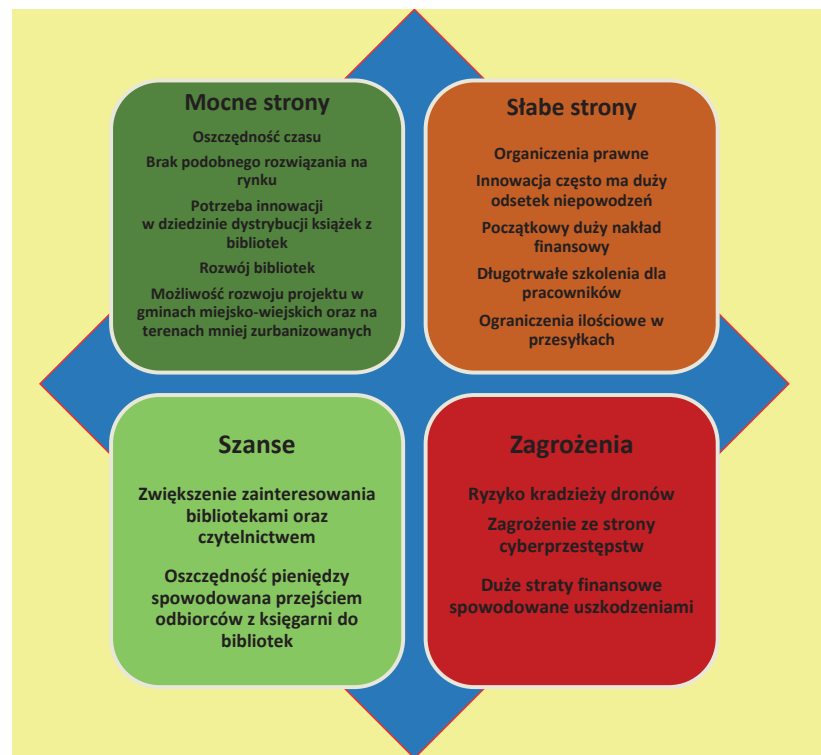 Mocne strony
Oszczędność czasu
Brak podobnego rozwiązania na
rynku
Potrzeba innowacji
w dziedzinie dystrybucji książek z
bibliotek
Rozwój bibliotek
Możliwość rozwoju projektu w
gminach miejsko-wiejskich oraz na
terenach mniej zurbanizowanych
Słabe strony
Organiczenia prawne
Innowacja często ma duży
odsetek niepowodzeń
Początkowy duży nakład
finansowy
Długotrwałe szkolenia dla
pracowników
Ograniczenia ilościowe w
przesyłkach
Szanse
Zwiększenie zainteresowania
bibliotekami oraz
czytelnictwem
Oszczędność pieniędzy
spowodowana przejściem
odbiorców z księgarni do
bibliotek
Zagrożenia
Ryzyko kradzieży dronów
Zagrożenie ze strony
cyberprzestępstw
Duże straty finansowe
spowodowane uszkodzeniami